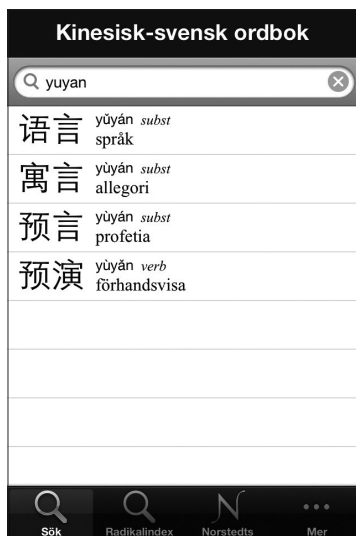 Kinesisk-svensk ordbok
yuyan
语言 yǔyán subst
språk
寓言 yùyán subst
allegori
预言 yùyán subst
profetia
预演 yùyǎn verb
förhandsvisa
Sök Radikalindex Norstedts Mer